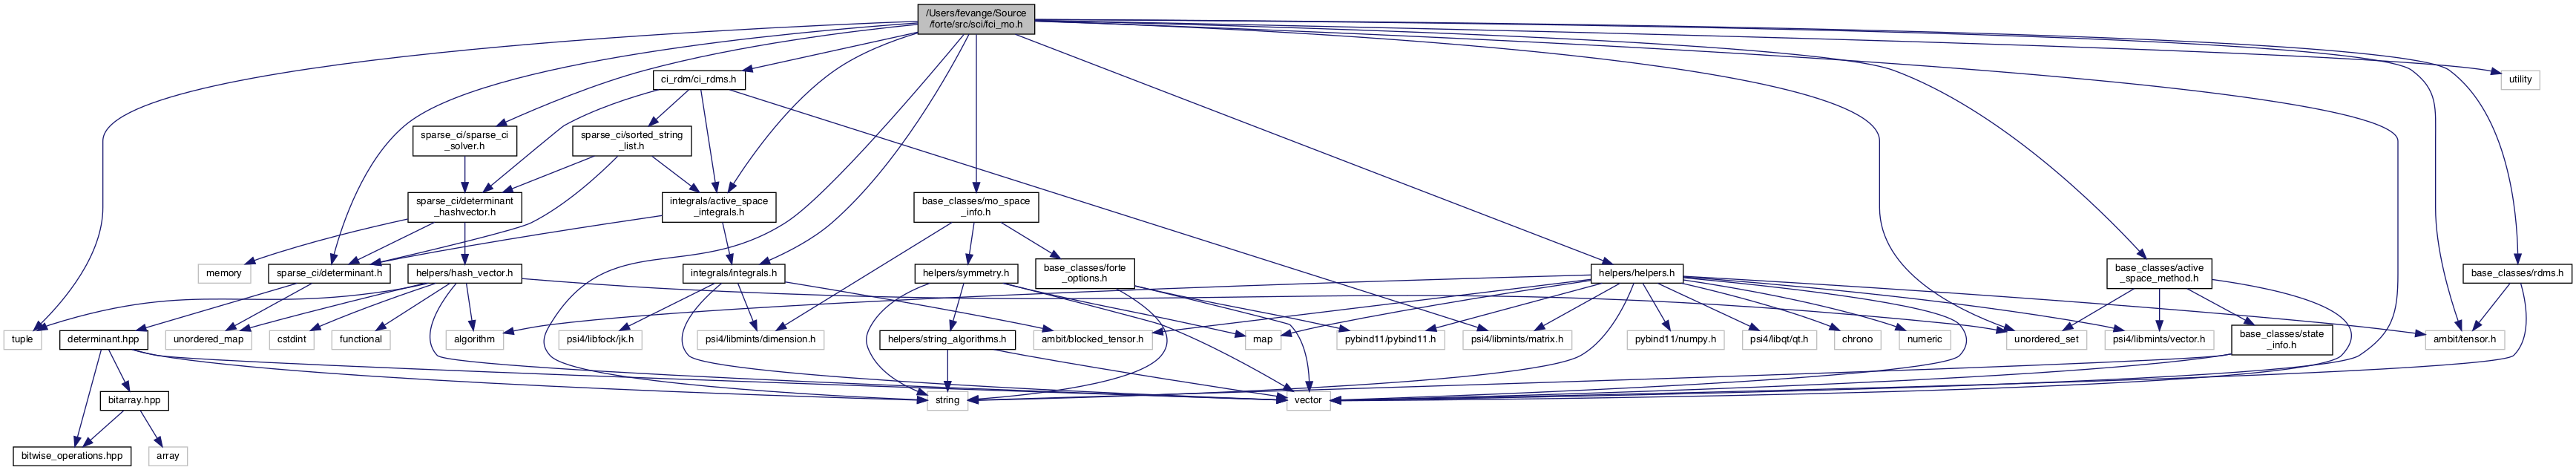 /Users/fevange/Source
/forte/src/sci/fci_mo.h
ci_rdm/ci_rdms.h
utility
sparse_ci/sparse_ci
_solver.h
sparse_ci/sorted_string
_list.h
sparse_ci/determinant
_hashvector.h
integrals/active_space
_integrals.h
base_classes/mo_space
_info.h
memory
sparse_ci/determinant.h
helpers/hash_vector.h
integrals/integrals.h
helpers/symmetry.h
base_classes/forte
_options.h
helpers/helpers.h
base_classes/active
_space_method.h
base_classes/rdms.h
tuple
determinant.hpp
unordered_map
cstdint
functional
algorithm
psi4/libfock/jk.h
psi4/libmints/dimension.h
helpers/string_algorithms.h
ambit/blocked_tensor.h
map
pybind11/pybind11.h
psi4/libmints/matrix.h
pybind11/numpy.h
psi4/libqt/qt.h
chrono
numeric
unordered_set
psi4/libmints/vector.h
base_classes/state
_info.h
ambit/tensor.h
bitarray.hpp
string
vector
bitwise_operations.hpp
array